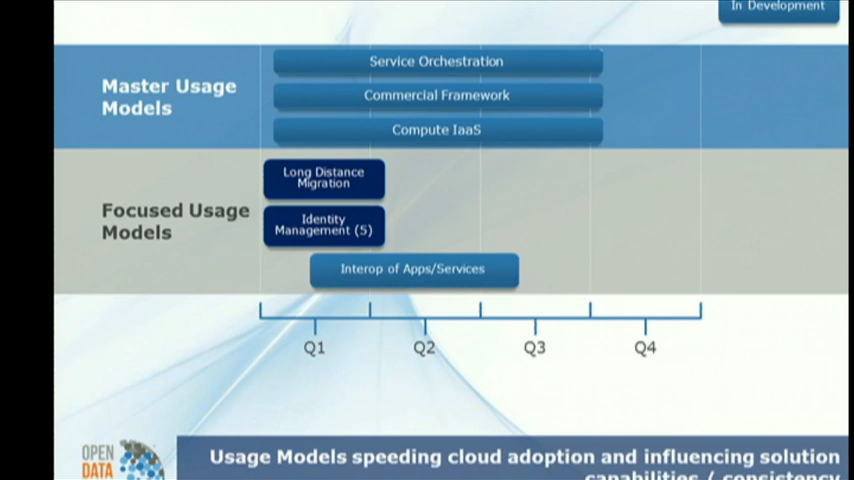 In Development
Master Usage
Models
Service Orchestration
Commercial Framework
Compute IaaS
Focused Usage
Models
Long Distance
Migration
Identity
Management (5)
Interop of Apps/Services
Q1 Q2 Q3 Q4
OPEN
DATA
Usage Models speeding cloud adoption and influencing solution
capabilities / consistency